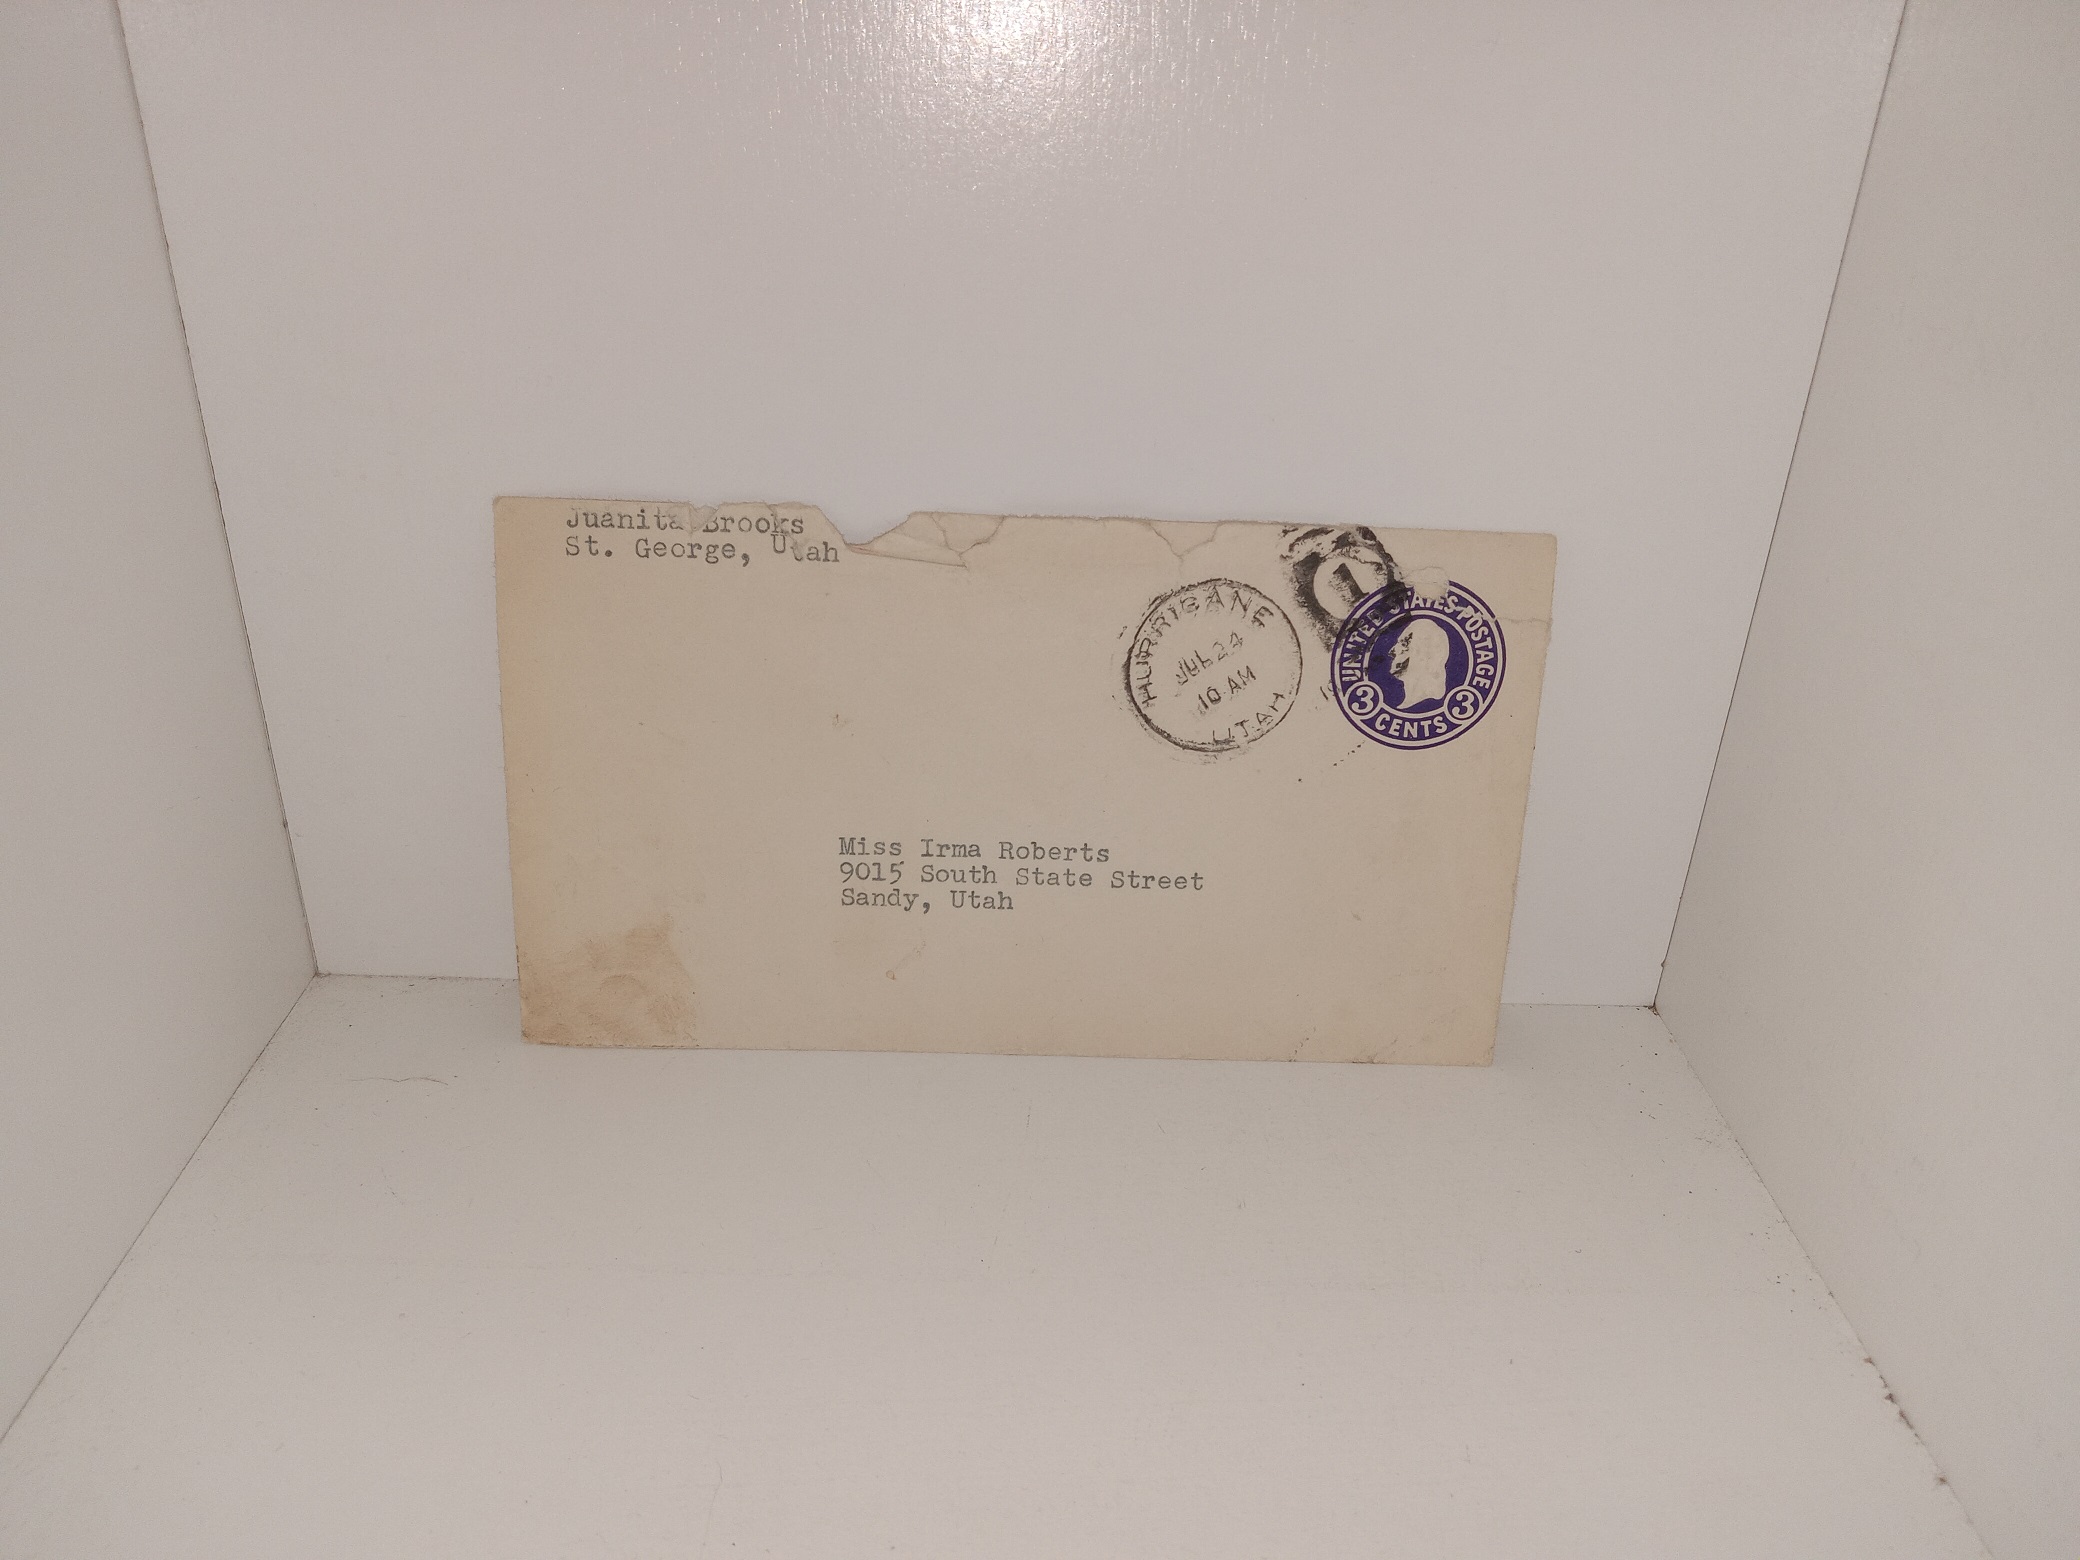 Juanita Brooks
St. George, Utah
HURRICANE
JUL 24
10 AM
UTAH
1
UNITED STATES POSTAGE
3 CENTS 3
Miss Irma Roberts
9015 South State Street
Sandy, Utah